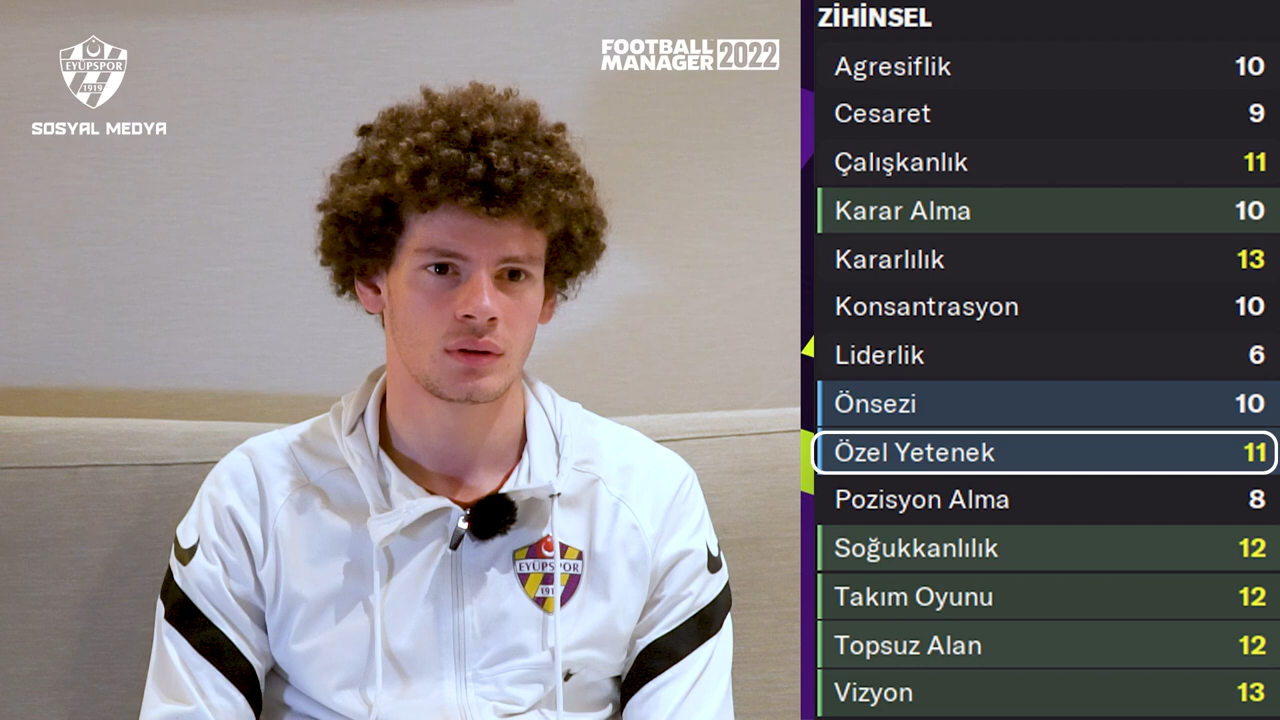 EYÜPSPOR
1919
SOSYAL MEDYA
FOOTBALL
MANAGER 2022
EYÜPSPOR
191
ZİHİNSEL
Agresiflik 10
Cesaret 9
Çalışkanlık 11
Karar Alma 10
Kararlılık 13
Konsantrasyon 10
Liderlik 6
Önsezi 10
Özel Yetenek 11
Pozisyon Alma 8
Soğukkanlılık 12
Takım Oyunu 12
Topsuz Alan 12
Vizyon 13